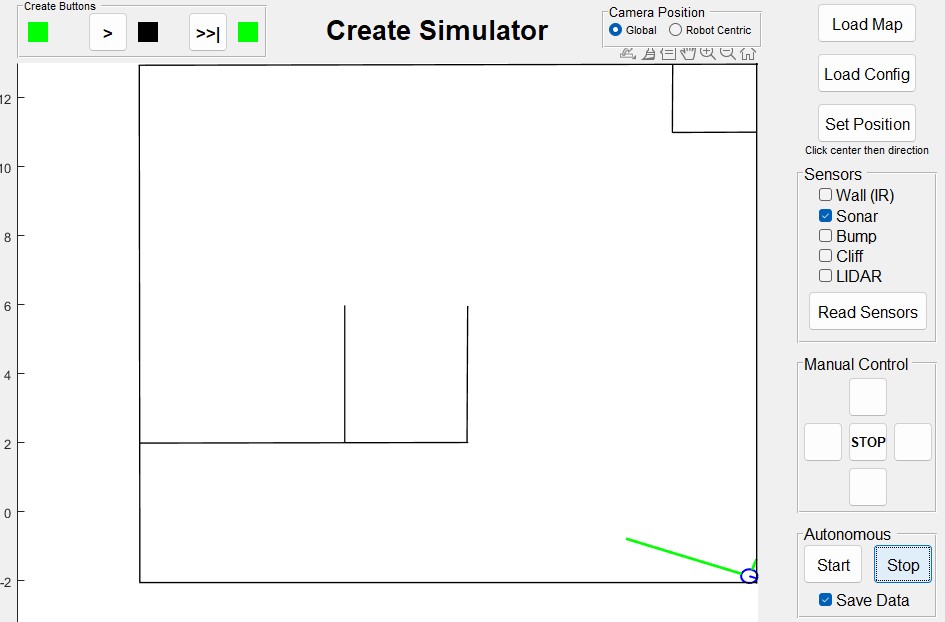 Create Buttons
>
>>|
Create Simulator
Camera Position
Global
Robot Centric
Load Map
Load Config
Set Position
Click center then direction
Sensors
Wall (IR)
Sonar
Bump
Cliff
LIDAR
Read Sensors
Manual Control
STOP
Autonomous
Start
Stop
Save Data
12
10
8
6
4
2
0
-2